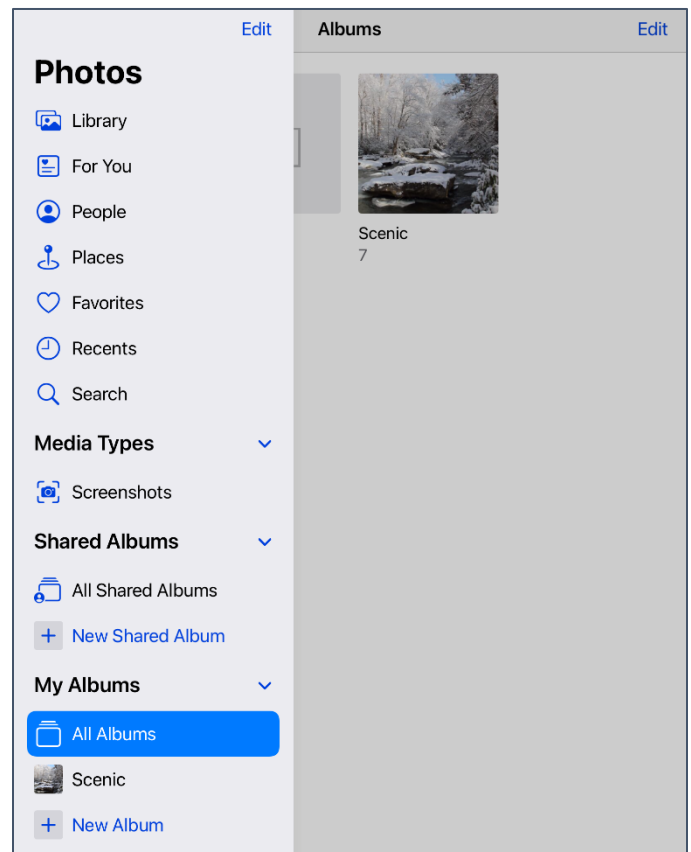 Edit
Photos
Library
For You
People
Places
Favorites
Recents
Search
Media Types
Screenshots
Shared Albums
All Shared Albums
New Shared Album
My Albums
All Albums
Scenic
New Album
Albums
Edit
Scenic
7